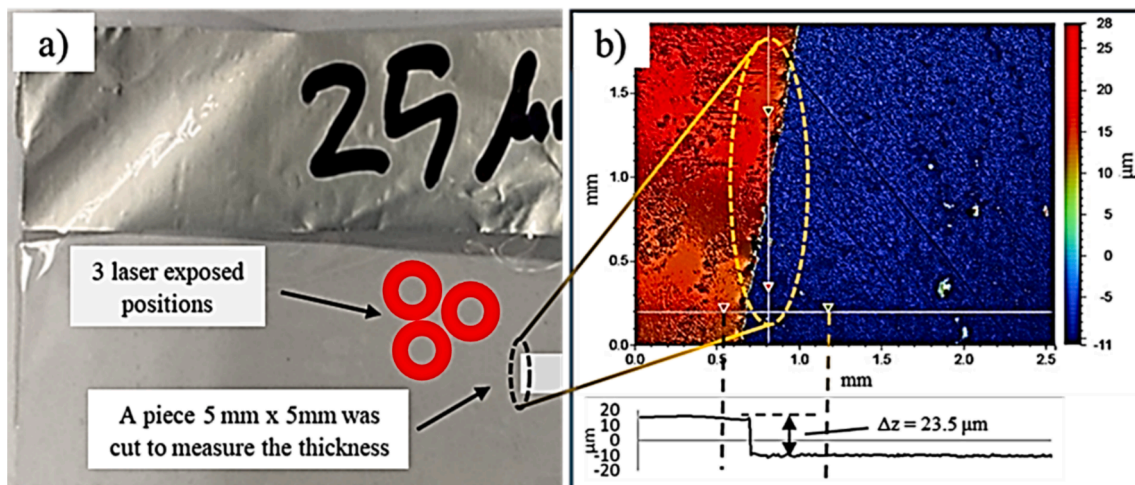 a)
25 μ
3 laser exposed
positions
A piece 5 mm x 5mm was
cut to measure the thickness
b)
mm
1.5
1.0
0.5
0.0
0.0 0.5 1.0 1.5 2.0 2.5
mm
28
25
20
15
10
5
0
-5
-11
μm
μm
20
10
0
-10
-20
Δz = 23.5 μm